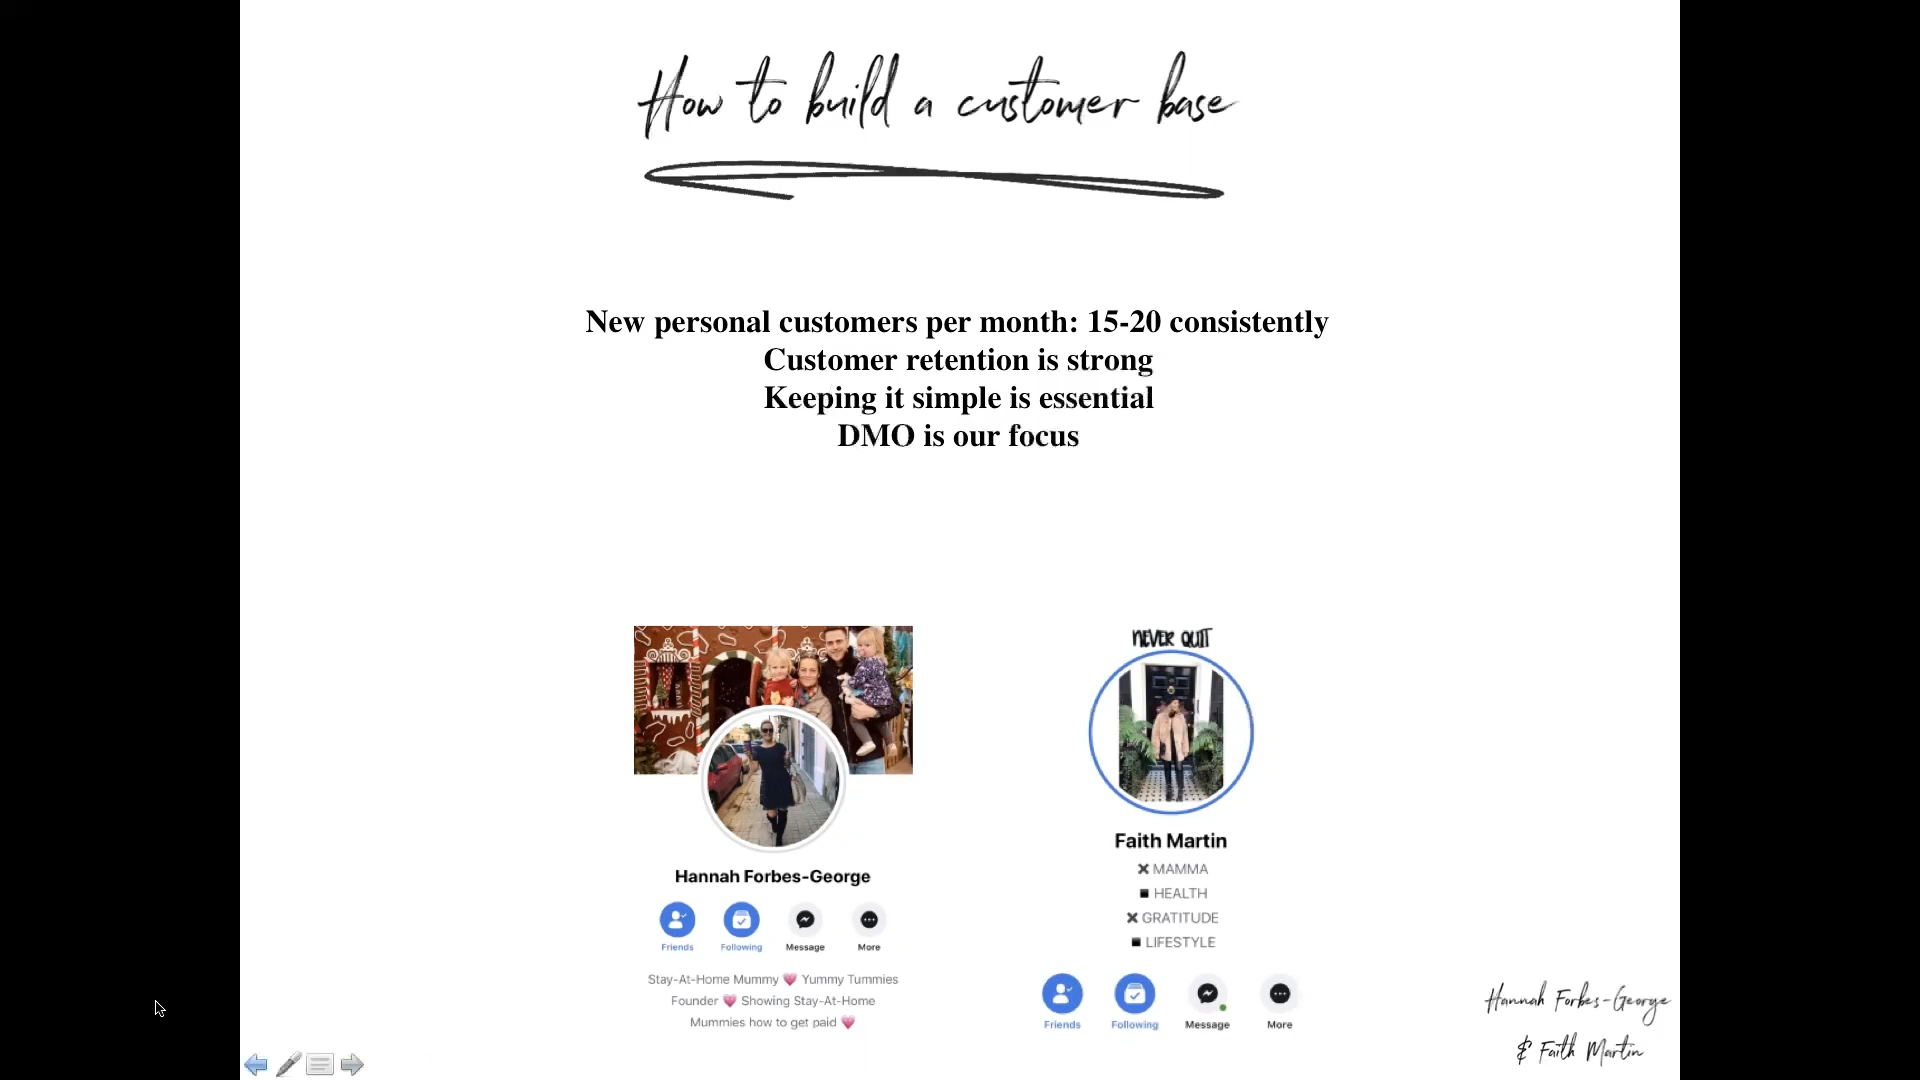 How to build a customer base
New personal customers per month: 15-20 consistently
Customer retention is strong
Keeping it simple is essential
DMO is our focus
Hannah Forbes-George
Friends Following Message More
Stay-At-Home Mummy 💗 Yummy Tummies
Founder 💗 Showing Stay-At-Home
Mummies how to get paid 💗
NEVER QUIT
Faith Martin
✖ MAMMA
◾ HEALTH
✖ GRATITUDE
◾ LIFESTYLE
Friends Following Message More
Hannah Forbes-George
& Faith Martin